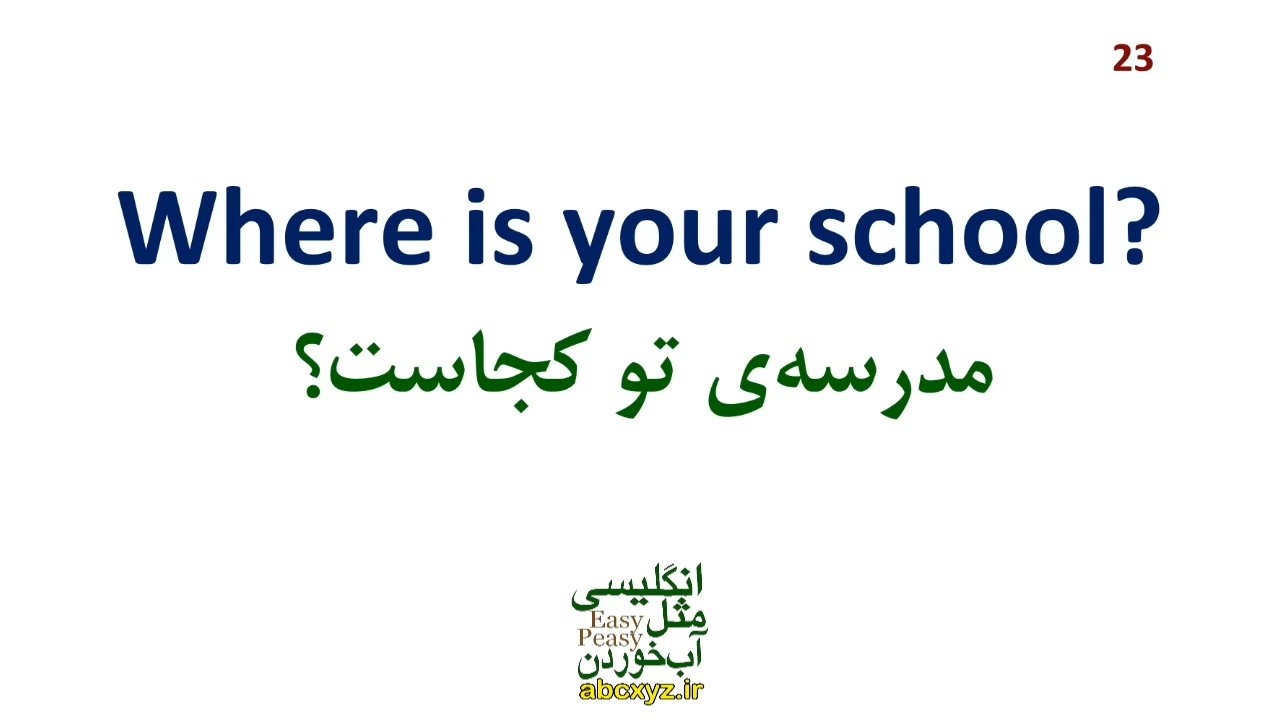 23
Where is your school?
مدرسه‌ی تو کجاست؟
انگلیسی
مثل Easy
Peasy
آب‌خوردن
abcxyz.ir